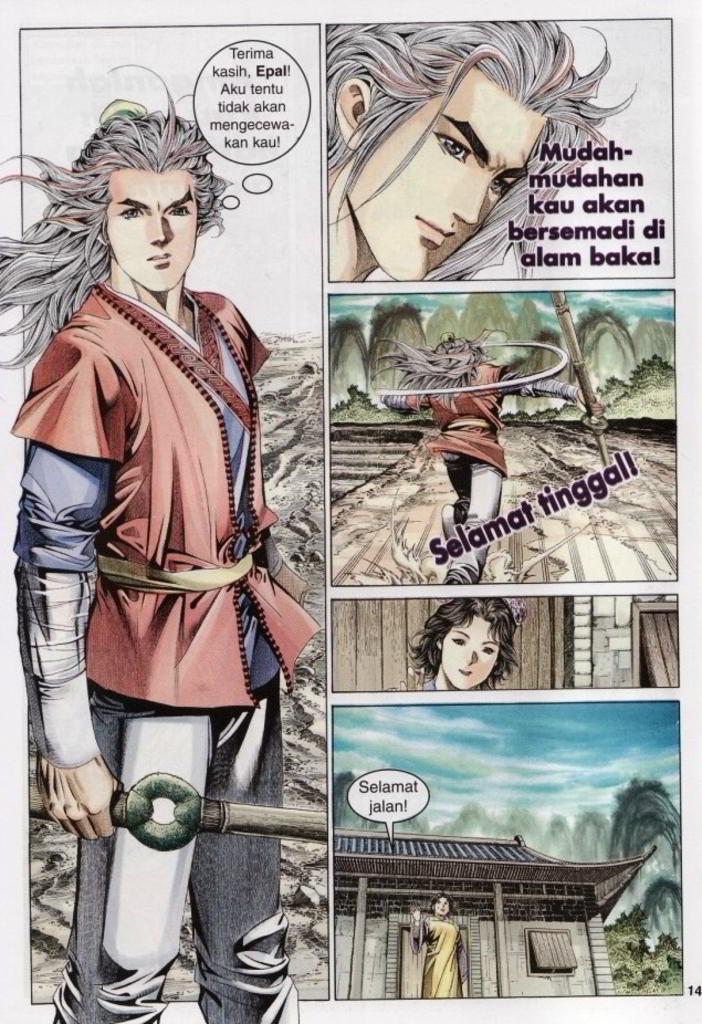 Terima
kasih, Epal!
Aku tentu
tidak akan
mengecewa-
kan kau!
Mudah-
mudahan
kau akan
bersemadi di
alam baka!
Selamat tinggal!
Selamat
jalan!
14